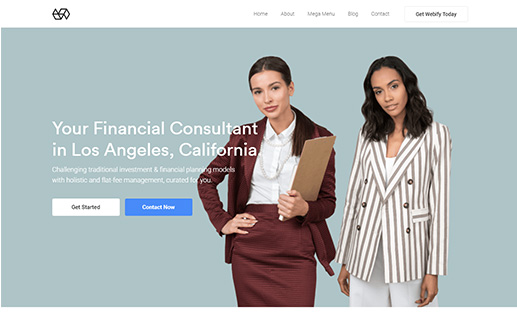 Home About Mega Menu Blog Contact Get Webify Today
Your Financial Consultant
in Los Angeles, California.
Challenging traditional investment & financial planning models
with holistic and flat-fee management, curated for you.
Get Started Contact Now